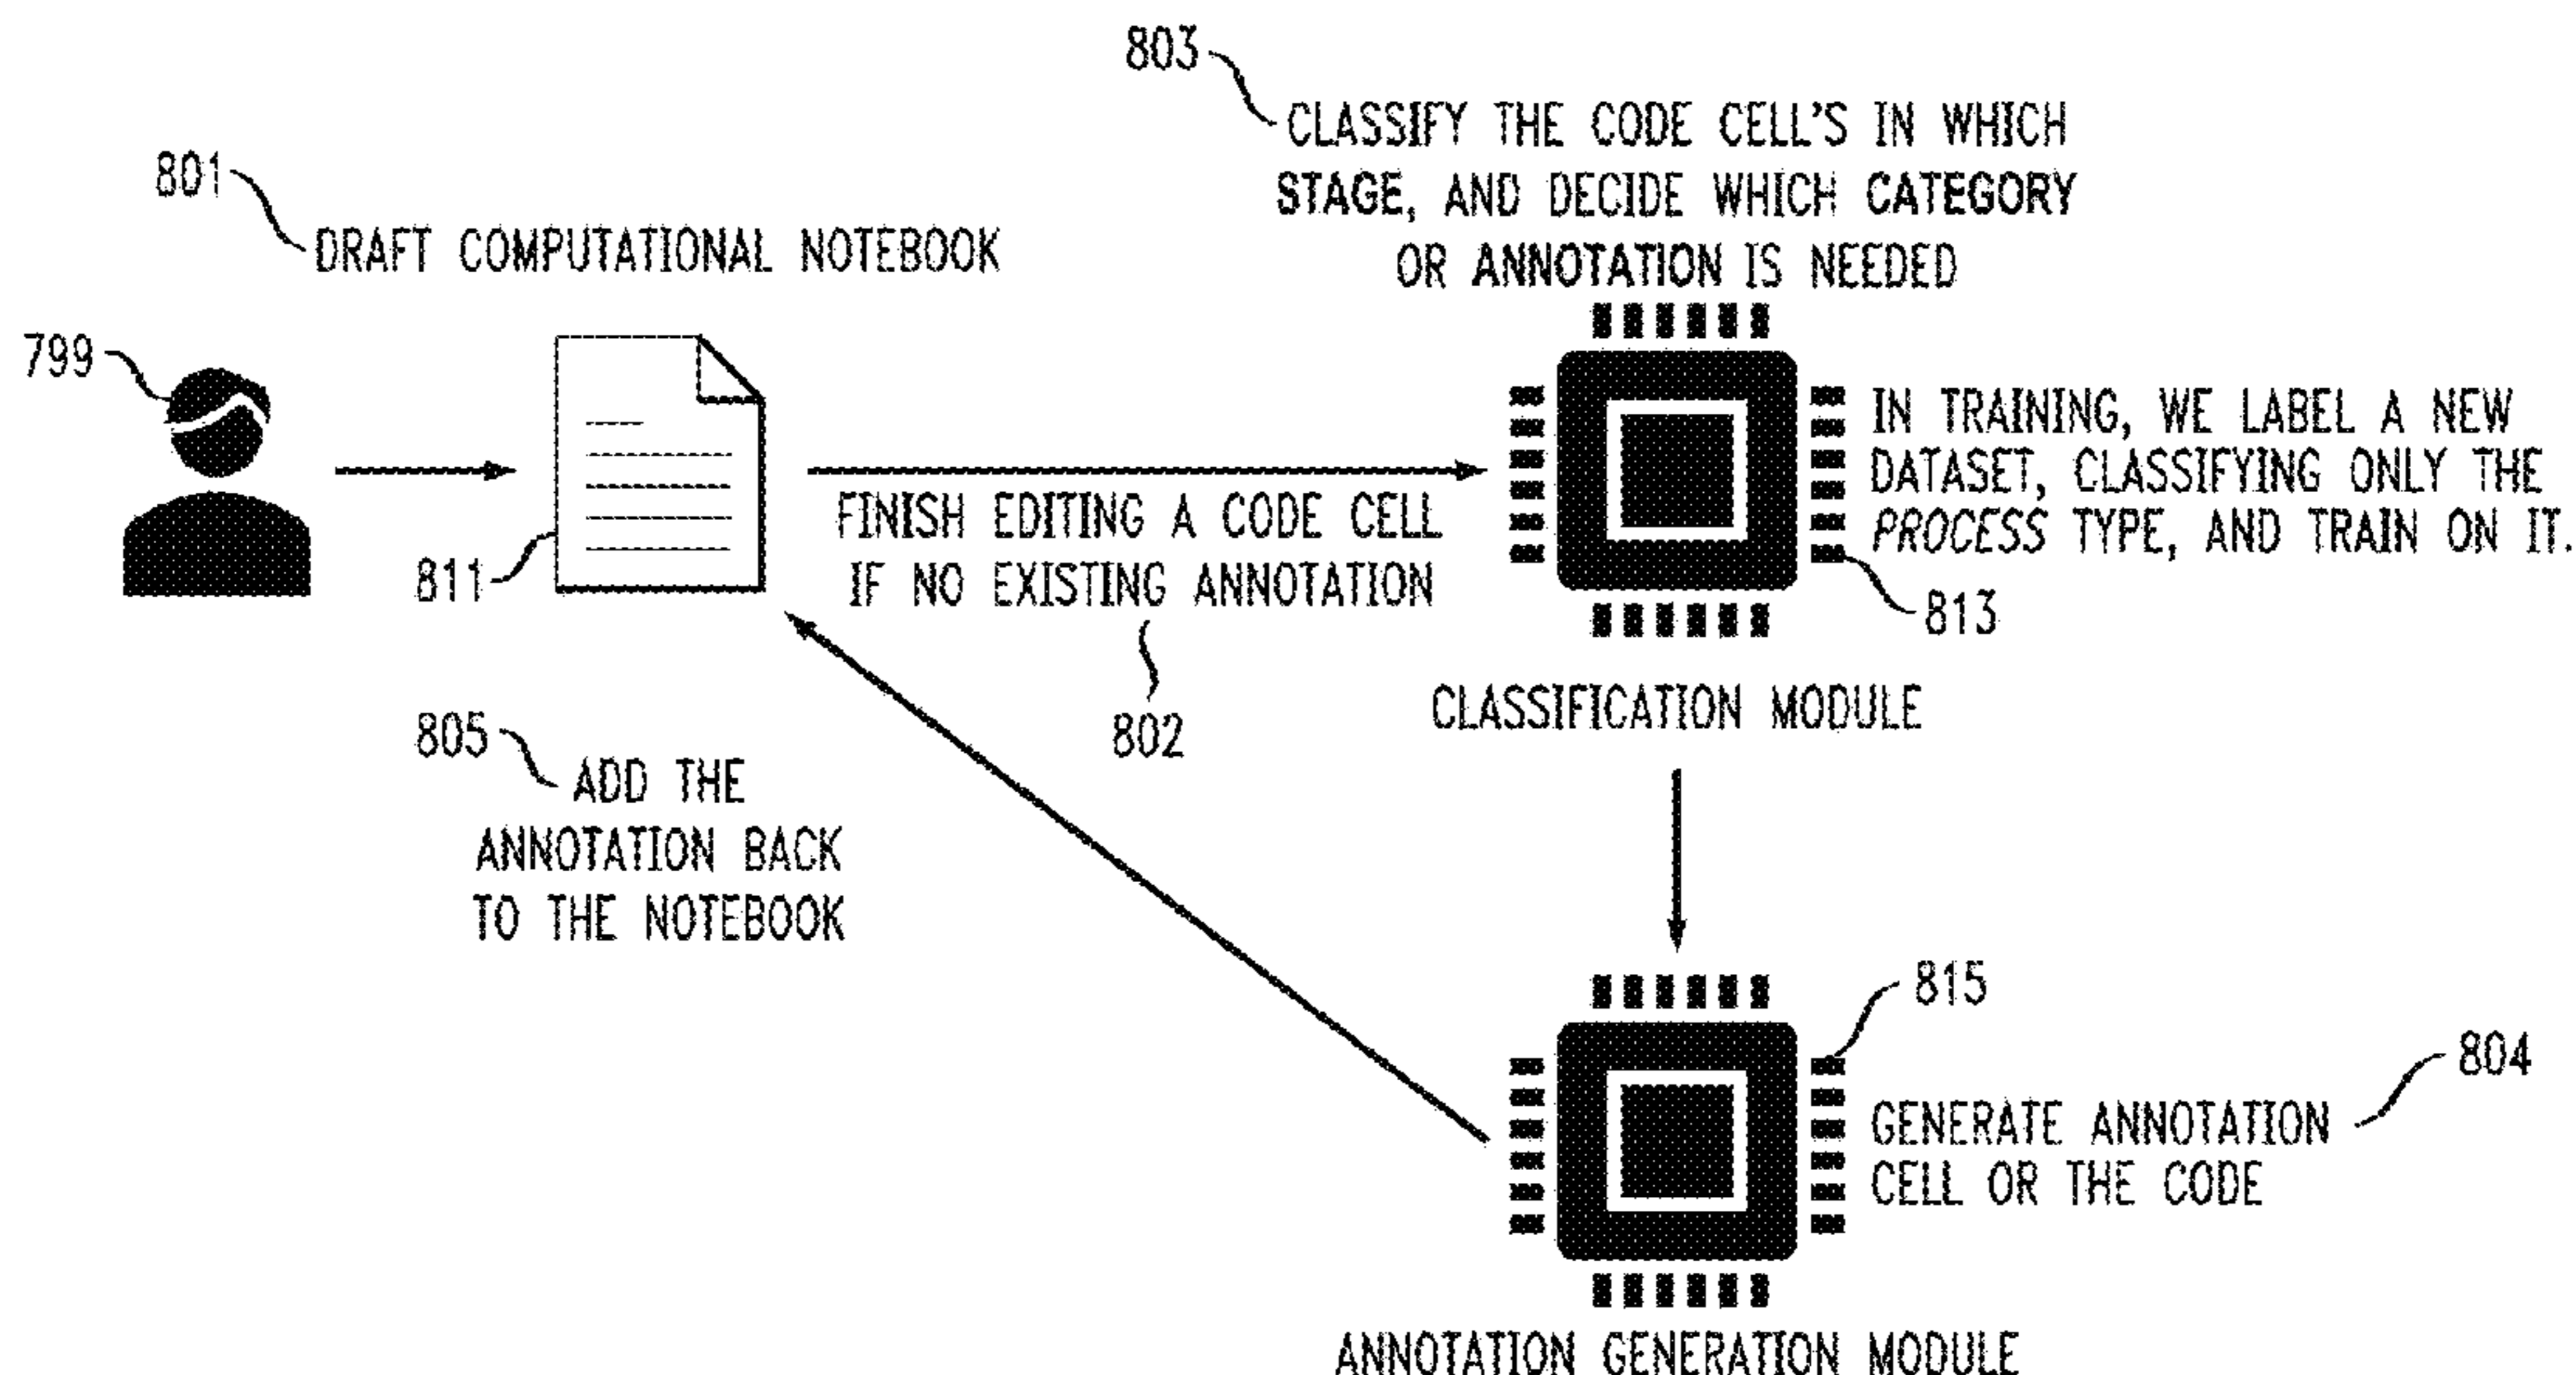 803
CLASSIFY THE CODE CELL'S IN WHICH
STAGE, AND DECIDE WHICH CATEGORY
OR ANNOTATION IS NEEDED
801
DRAFT COMPUTATIONAL NOTEBOOK
799
811
FINISH EDITING A CODE CELL
IF NO EXISTING ANNOTATION
802
IN TRAINING, WE LABEL A NEW
DATASET, CLASSIFYING ONLY THE
PROCESS TYPE, AND TRAIN ON IT.
813
CLASSIFICATION MODULE
805
ADD THE
ANNOTATION BACK
TO THE NOTEBOOK
815
804
GENERATE ANNOTATION
CELL OR THE CODE
ANNOTATION GENERATION MODULE